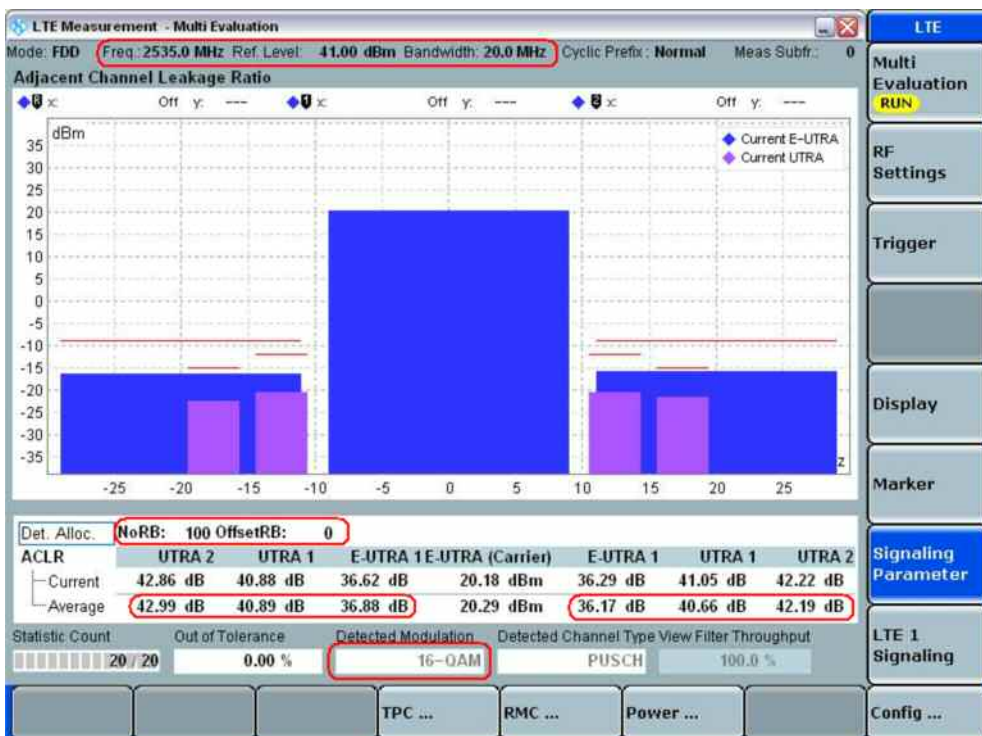 LTE Measurement - Multi Evaluation
LTE
Mode: FDD Freq.: 2535.0 MHz Ref. Level: 41.00 dBm Bandwidth: 20.0 MHz Cyclic Prefix : Normal Meas Subfr.: 0
Adjacent Channel Leakage Ratio
x: Off y: --- 1 x: Off y: --- 2 x: Off y: ---
dBm
Current E-UTRA
Current UTRA
35
30
25
20
15
10
5
0
-5
-10
-15
-20
-25
-30
-35
z
-25 -20 -15 -10 -5 0 5 10 15 20 25
Det. Alloc. NoRB: 100 OffsetRB: 0
ACLR UTRA 2 UTRA 1 E-UTRA 1 E-UTRA (Carrier) E-UTRA 1 UTRA 1 UTRA 2
Current 42.86 dB 40.88 dB 36.62 dB 20.18 dBm 36.29 dB 41.05 dB 42.22 dB
Average 42.99 dB 40.89 dB 36.88 dB 20.29 dBm 36.17 dB 40.66 dB 42.19 dB
Statistic Count Out of Tolerance Detected Modulation Detected Channel Type View Filter Throughput
20 / 20 0.00 % 16-QAM PUSCH 100.0 %
TPC ... RMC ... Power ... Config ...
Multi
Evaluation
RUN
RF
Settings
Trigger
Display
Marker
Signaling
Parameter
LTE 1
Signaling